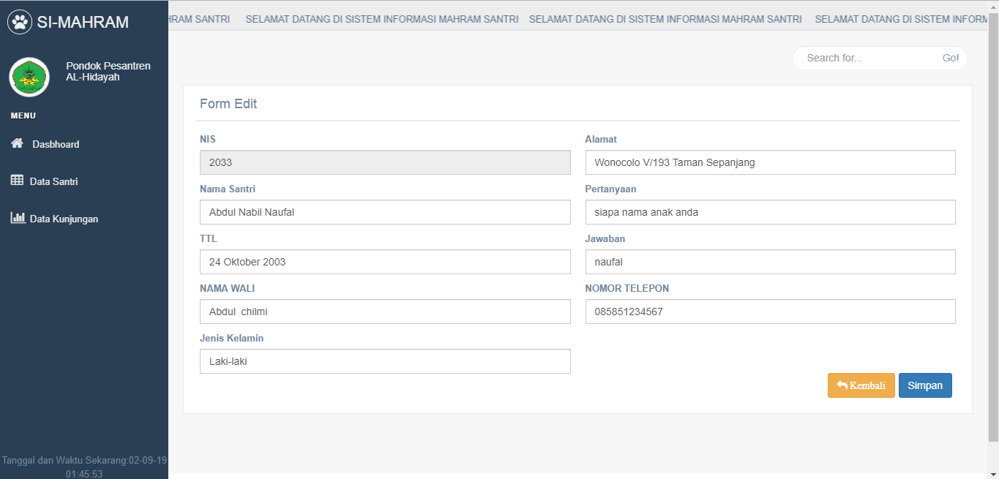 SI-MAHRAM
HRAM SANTRI SELAMAT DATANG DI SISTEM INFORMASI MAHRAM SANTRI SELAMAT DATANG DI SISTEM INFORMASI MAHRAM SANTRI SELAMAT DATANG DI SISTEM INFORM
Pondok Pesantren
AL-Hidayah
MENU
Dasbhoard
Data Santri
Data Kunjungan
Tanggal dan Waktu Sekarang:02-09-19
01:45:53
Search for... Go!
Form Edit
NIS
2033
Nama Santri
Abdul Nabil Naufal
TTL
24 Oktober 2003
NAMA WALI
Abdul  chilmi
Jenis Kelamin
Laki-laki
Alamat
Wonocolo V/193 Taman Sepanjang
Pertanyaan
siapa nama anak anda
Jawaban
naufal
NOMOR TELEPON
085851234567
Kembali Simpan